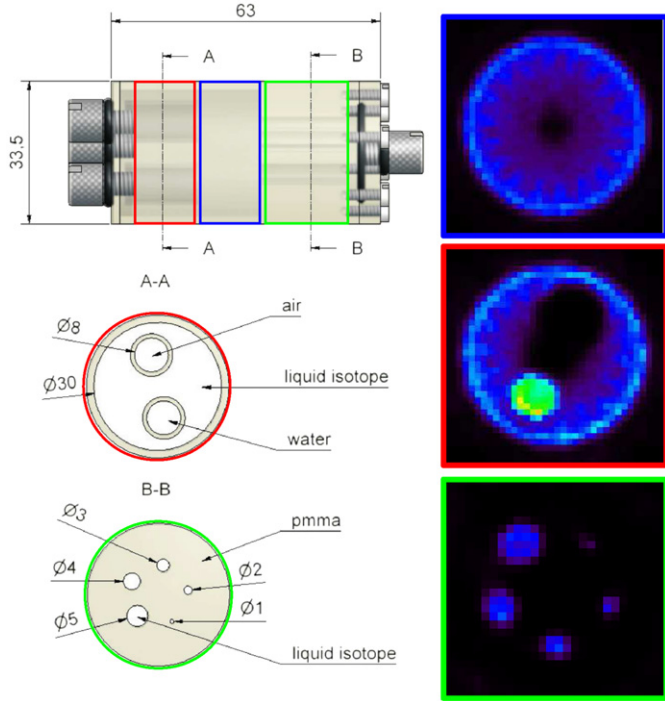 63
A
B
33,5
A
B
A-A
Ø8
air
Ø30
liquid isotope
water
B-B
Ø3
pmma
Ø4
Ø2
Ø5
Ø1
liquid isotope